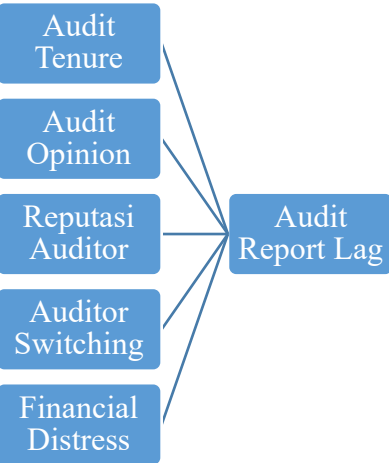 Audit
Tenure
Audit
Opinion
Reputasi
Auditor
Auditor
Switching
Financial
Distress
Audit
Report Lag